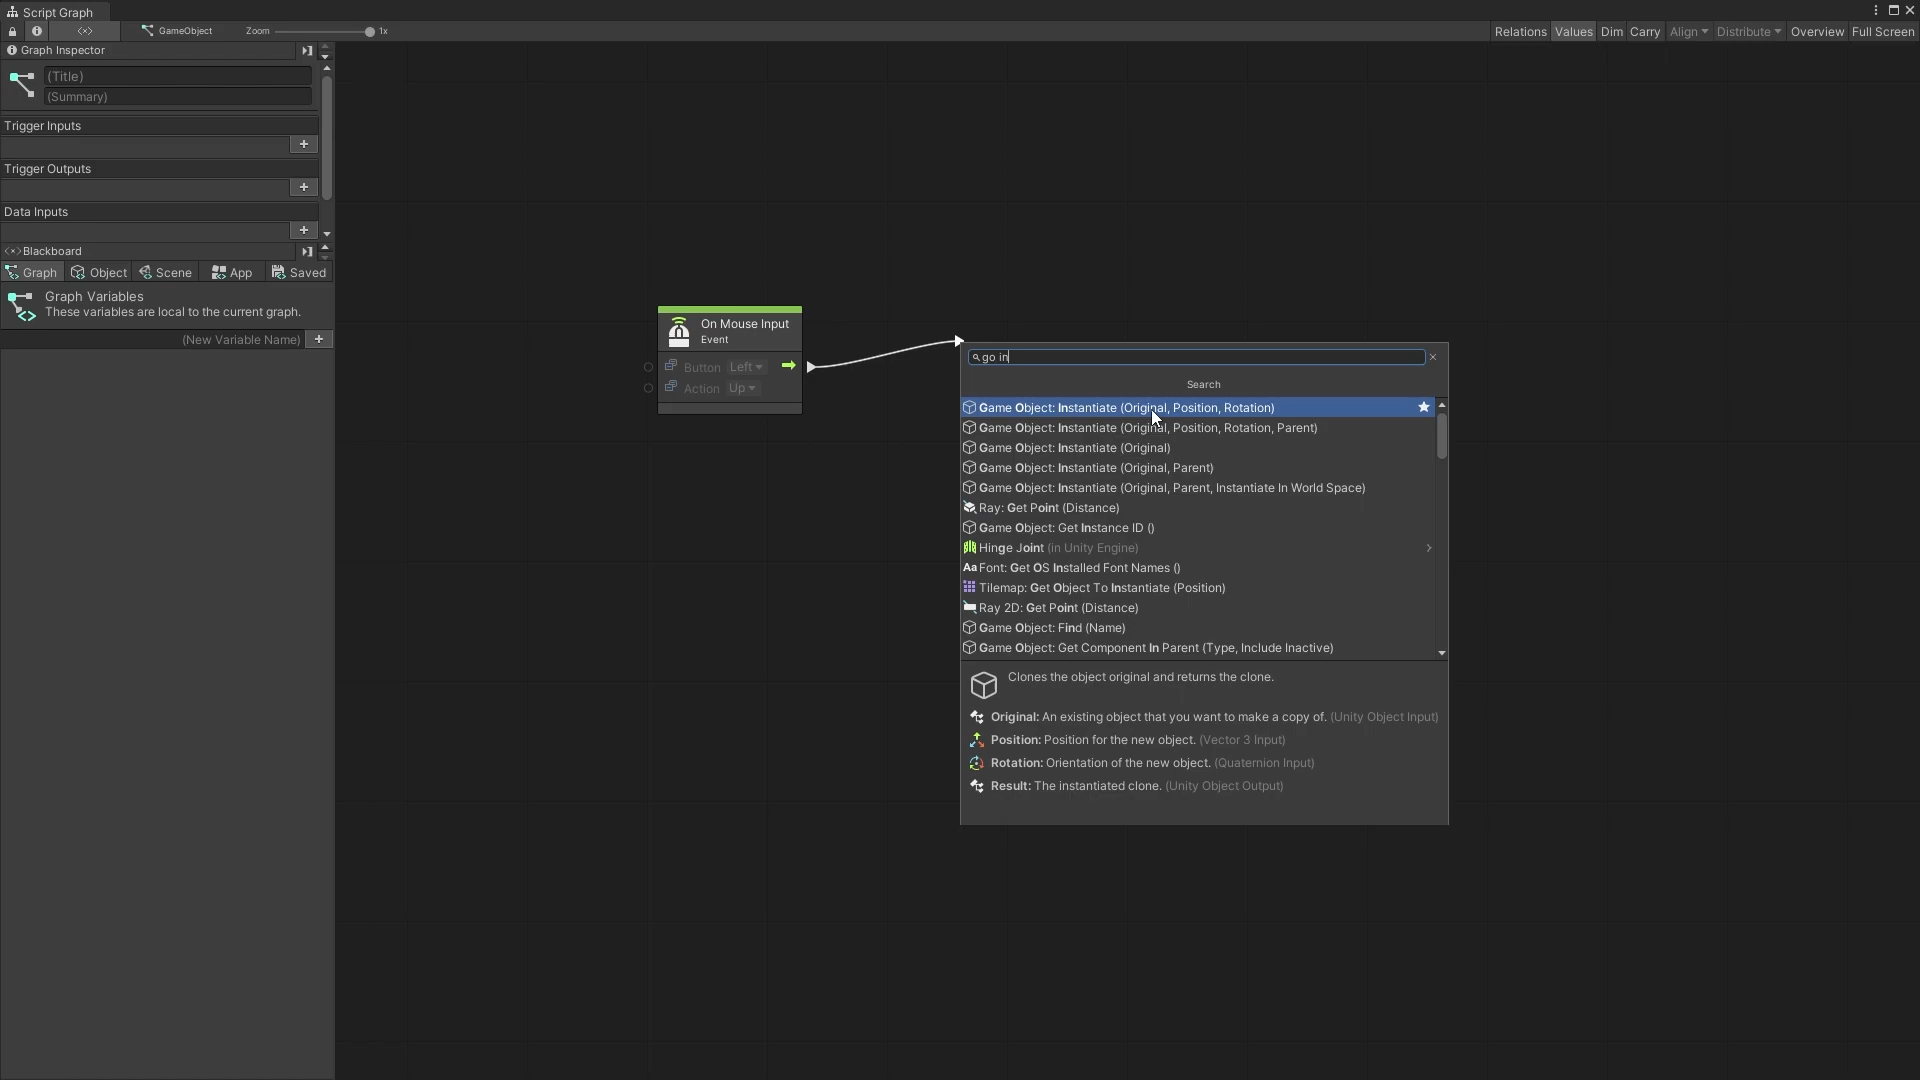 Script Graph
GameObject Zoom 1x Relations Values Dim Carry Align Distribute Overview Full Screen
Graph Inspector
(Title)
(Summary)
Trigger Inputs
+
Trigger Outputs
+
Data Inputs
+
<×> Blackboard
Graph Object Scene App Saved
Graph Variables
These variables are local to the current graph.
(New Variable Name) +
On Mouse Input
Event
Button Left
Action Up
go in
Search
Game Object: Instantiate (Original, Position, Rotation)
Game Object: Instantiate (Original, Position, Rotation, Parent)
Game Object: Instantiate (Original)
Game Object: Instantiate (Original, Parent)
Game Object: Instantiate (Original, Parent, Instantiate In World Space)
Ray: Get Point (Distance)
Game Object: Get Instance ID ()
Hinge Joint (in Unity Engine)
Aa Font: Get OS Installed Font Names ()
Tilemap: Get Object To Instantiate (Position)
Ray 2D: Get Point (Distance)
Game Object: Find (Name)
Game Object: Get Component In Parent (Type, Include Inactive)
Clones the object original and returns the clone.
Original: An existing object that you want to make a copy of. (Unity Object Input)
Position: Position for the new object. (Vector 3 Input)
Rotation: Orientation of the new object. (Quaternion Input)
Result: The instantiated clone. (Unity Object Output)